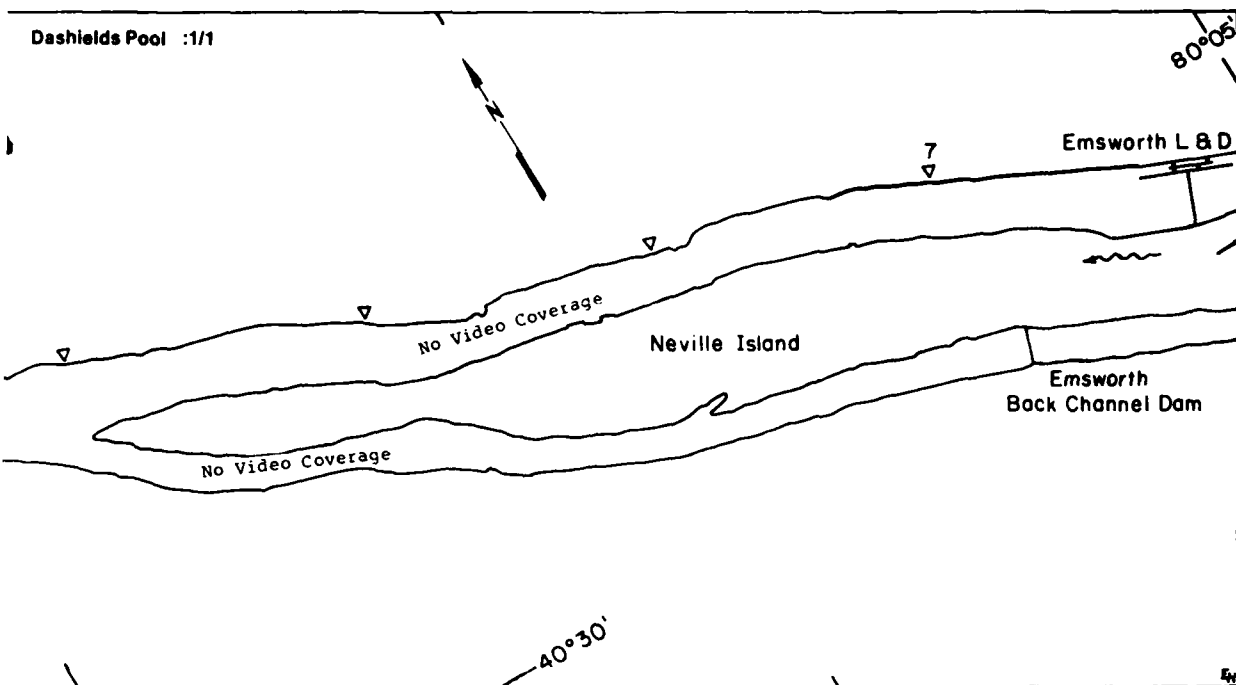 Dashields Pool :1/1
80°05'
N
7
Emsworth L & D
No Video Coverage
Neville Island
Emsworth
Back Channel Dam
No Video Coverage
40°30'